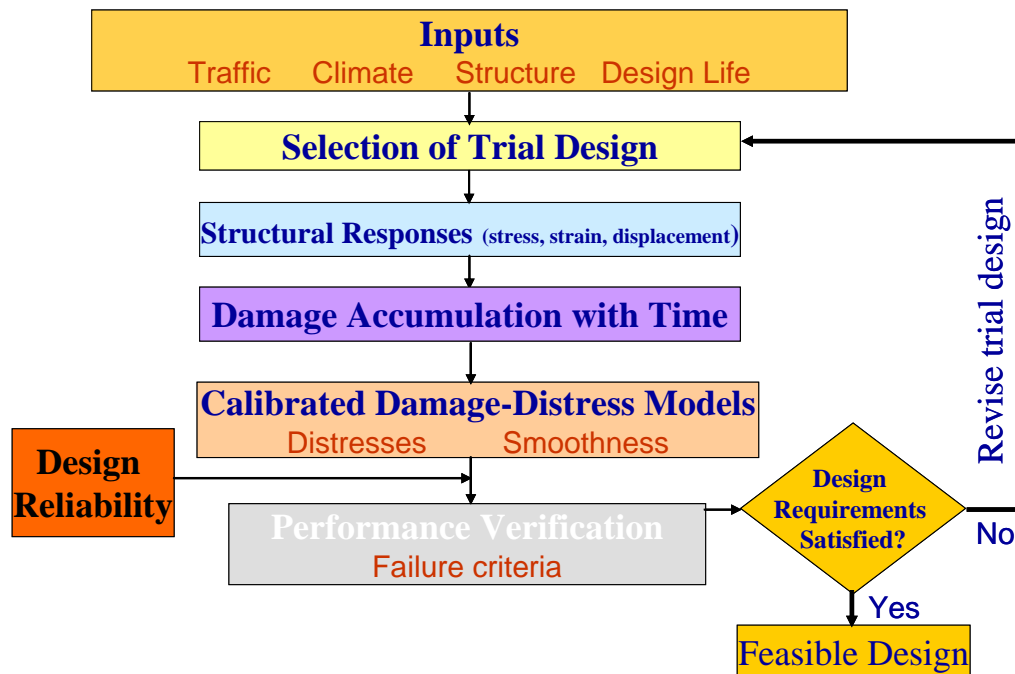 Inputs
Traffic Climate Structure Design Life
Selection of Trial Design
Structural Responses (stress, strain, displacement)
Damage Accumulation with Time
Calibrated Damage-Distress Models
Distresses Smoothness
Design
Reliability
Performance Verification
Failure criteria
Design
Requirements
Satisfied?
Revise trial design
No
Yes
Feasible Design